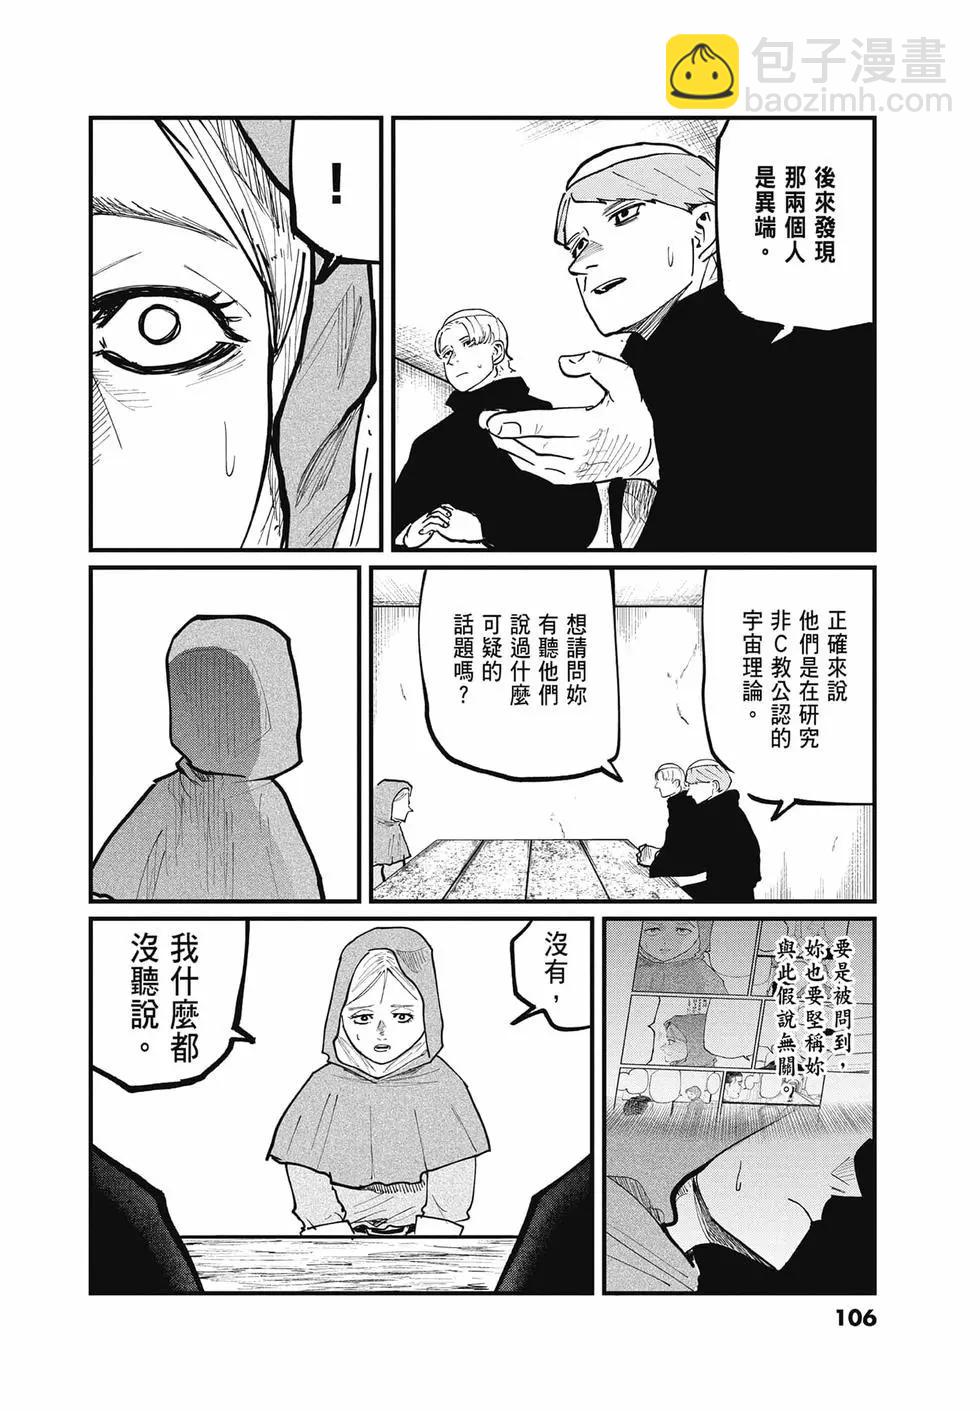 包子漫畫
baozimh.com
後來發現
那兩個人
是異端。
！
正確來說
他們是在研究
非C教公認的
宇宙理論。
想請問妳
有聽他們
說過什麼
可疑的
話題嗎？
要是被問到，
妳也要堅稱妳
與此假說無關。
沒有，
我什麼都
沒聽說。
106